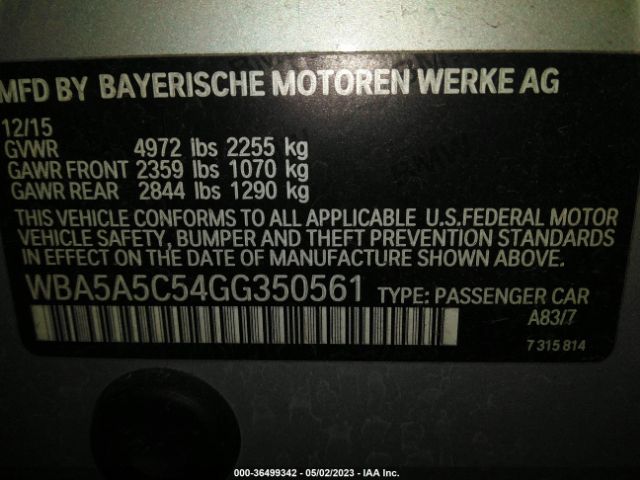 MFD BY BAYERISCHE MOTOREN WERKE AG
12/15
GVWR 4972 lbs 2255 kg
GAWR FRONT 2359 lbs 1070 kg
GAWR REAR 2844 lbs 1290 kg
THIS VEHICLE CONFORMS TO ALL APPLICABLE U.S.FEDERAL MOTOR
VEHICLE SAFETY, BUMPER AND THEFT PREVENTION STANDARDS
IN EFFECT ON THE DATE OF MANUFACTURE SHOWN ABOVE.
WBA5A5C54GG350561 TYPE: PASSENGER CAR
A83/7
7 315 814
000-36499342 - 05/02/2023 - IAA Inc.